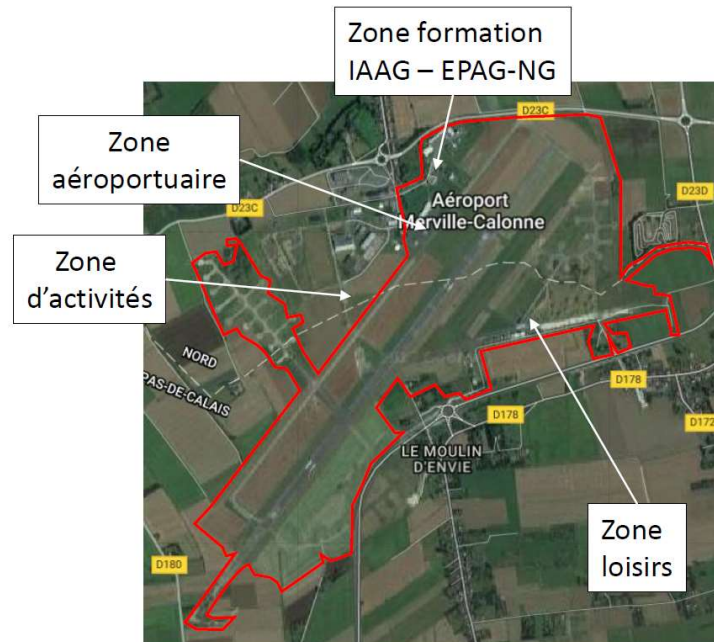 Zone formation
IAAG – EPAG-NG
D23C
Zone
aéroportuaire
Aéroport
Merville-Calonne
D23D
D23C
Zone
d'activités
NORD
PAS-DE-CALAIS
D178
D178
D172
LE MOULIN
D'ENVIE
Zone
loisirs
D180